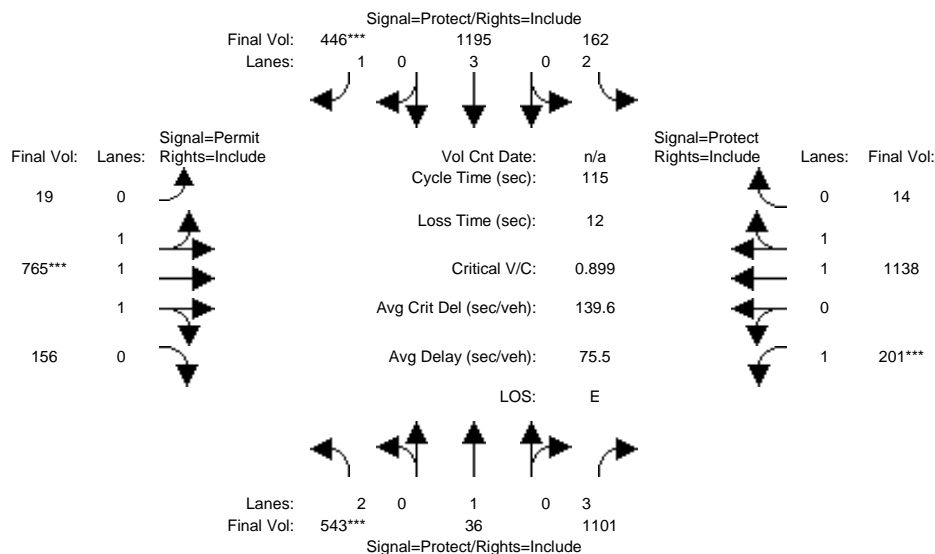 Signal=Protect/Rights=Include
Final Vol: 446*** 1195 162
Lanes: 1 0 3 0 2
Signal=Permit
Final Vol: Lanes: Rights=Include
Vol Cnt Date: n/a
Signal=Protect
Rights=Include Lanes: Final Vol:
Cycle Time (sec): 115
19 0
0 14
Loss Time (sec): 12
1
1
765*** 1
Critical V/C: 0.899
1 1138
1
Avg Crit Del (sec/veh): 139.6
0
156 0
Avg Delay (sec/veh): 75.5
1 201***
LOS: E
Lanes: 2 0 1 0 3
Final Vol: 543*** 36 1101
Signal=Protect/Rights=Include